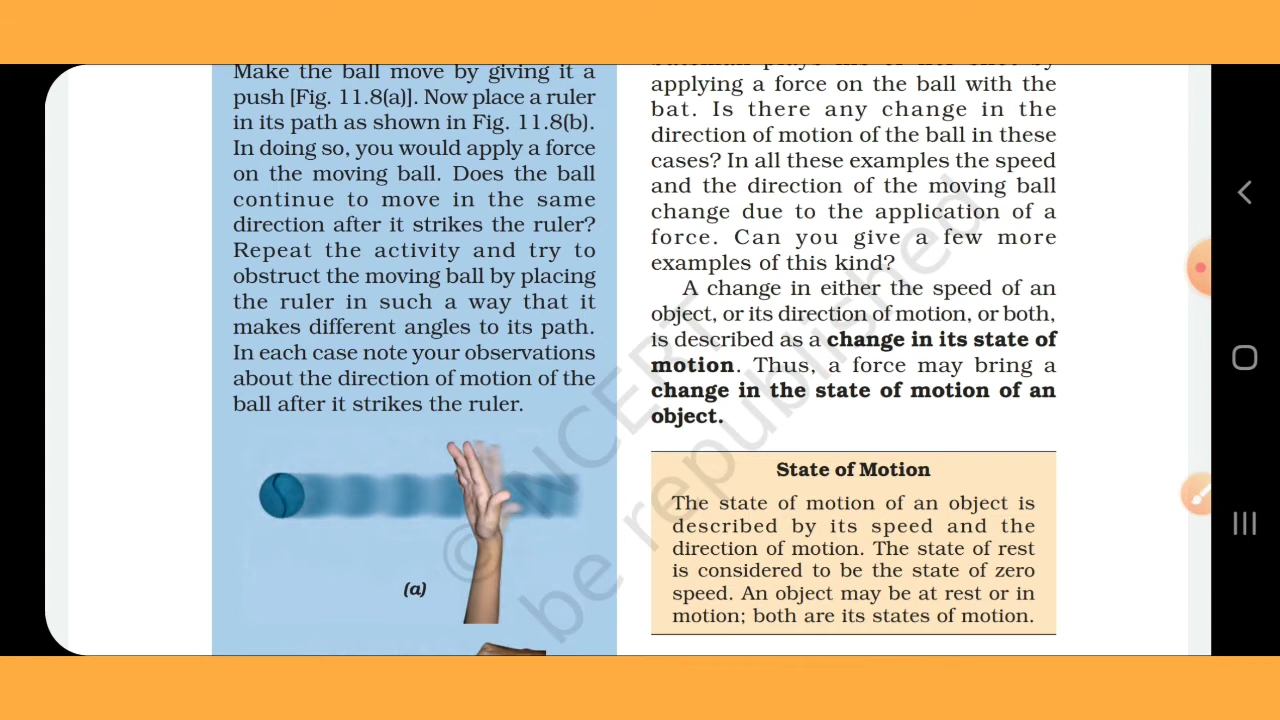 Make the ball move by giving it a
push [Fig. 11.8(a)]. Now place a ruler
in its path as shown in Fig. 11.8(b).
In doing so, you would apply a force
on the moving ball. Does the ball
continue to move in the same
direction after it strikes the ruler?
Repeat the activity and try to
obstruct the moving ball by placing
the ruler in such a way that it
makes different angles to its path.
In each case note your observations
about the direction of motion of the
ball after it strikes the ruler.
(a)
applying a force on the ball with the
bat. Is there any change in the
direction of motion of the ball in these
cases? In all these examples the speed
and the direction of the moving ball
change due to the application of a
force. Can you give a few more
examples of this kind?
A change in either the speed of an
object, or its direction of motion, or both,
is described as a change in its state of
motion. Thus, a force may bring a
change in the state of motion of an
object.
State of Motion
The state of motion of an object is
described by its speed and the
direction of motion. The state of rest
is considered to be the state of zero
speed. An object may be at rest or in
motion; both are its states of motion.
© NCERT
be republished